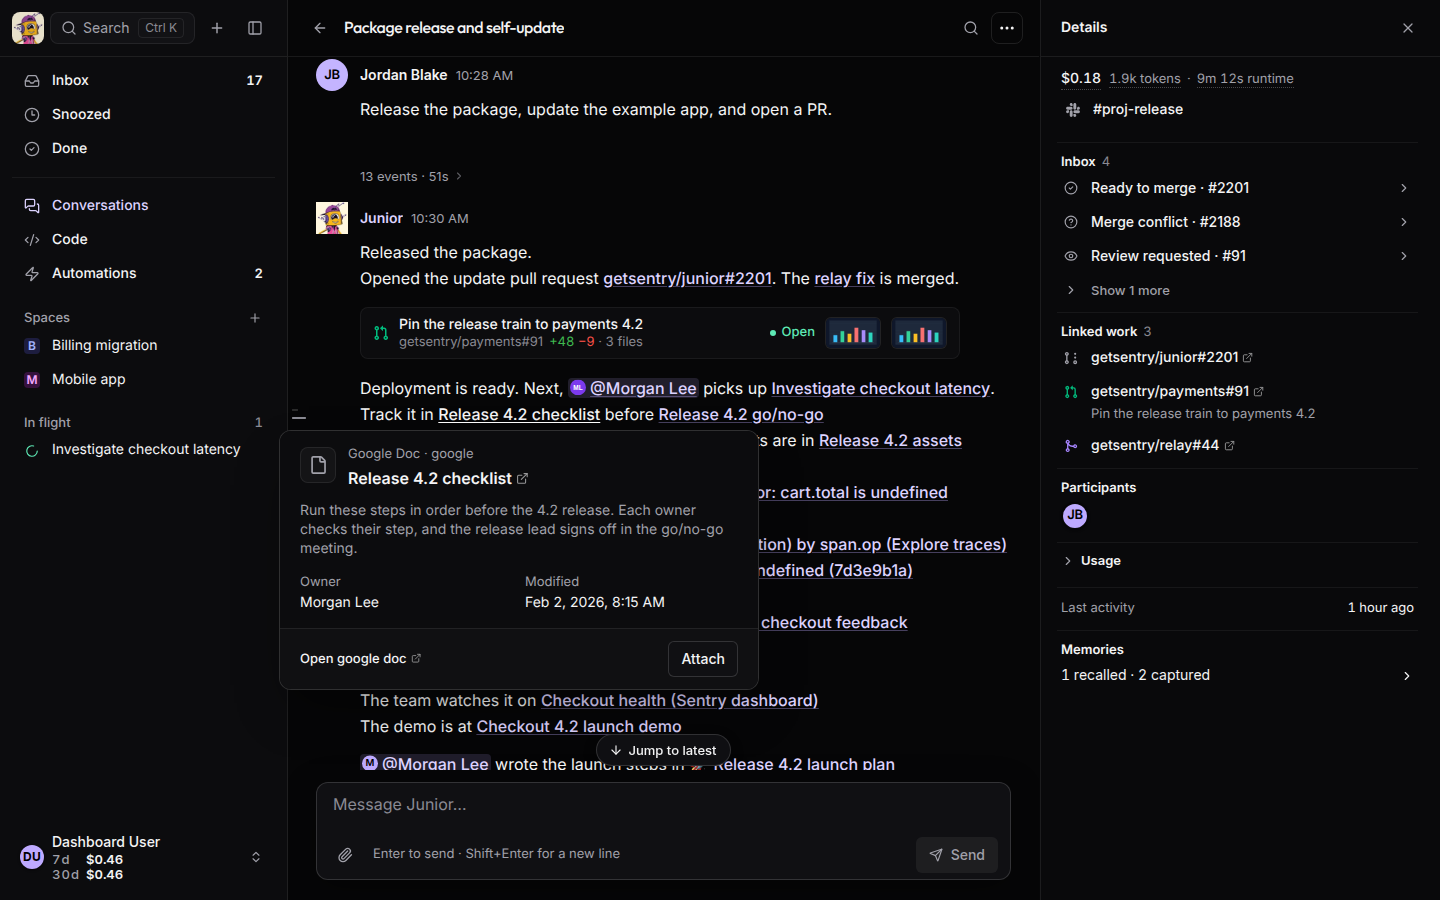 Search Ctrl K
Inbox 17
Snoozed
Done
Conversations
Code
Automations 2
Spaces
B Billing migration
M Mobile app
In flight 1
Investigate checkout latency
DU Dashboard User
7d $0.46
30d $0.46
Package release and self-update
JB Jordan Blake 10:28 AM
Release the package, update the example app, and open a PR.
13 events · 51s
Junior 10:30 AM
Released the package.
Opened the update pull request getsentry/junior#2201. The relay fix is merged.
Pin the release train to payments 4.2
getsentry/payments#91 +48 −9 · 3 files
Open
Deployment is ready. Next, ML @Morgan Lee picks up Investigate checkout latency.
Track it in Release 4.2 checklist before Release 4.2 go/no-go
s are in Release 4.2 assets
or: cart.total is undefined
tion) by span.op (Explore traces)
ndefined (7d3e9b1a)
checkout feedback
Google Doc · google
Release 4.2 checklist
Run these steps in order before the 4.2 release. Each owner
checks their step, and the release lead signs off in the go/no-go
meeting.
Owner Modified
Morgan Lee Feb 2, 2026, 8:15 AM
Open google doc Attach
The team watches it on Checkout health (Sentry dashboard)
The demo is at Checkout 4.2 launch demo
Jump to latest
M @Morgan Lee wrote the launch steps in Release 4.2 launch plan
Message Junior...
Enter to send · Shift+Enter for a new line
Send
Details
$0.18 1.9k tokens · 9m 12s runtime
#proj-release
Inbox 4
Ready to merge · #2201
Merge conflict · #2188
Review requested · #91
Show 1 more
Linked work 3
getsentry/junior#2201
getsentry/payments#91
Pin the release train to payments 4.2
getsentry/relay#44
Participants
JB
Usage
Last activity 1 hour ago
Memories
1 recalled · 2 captured